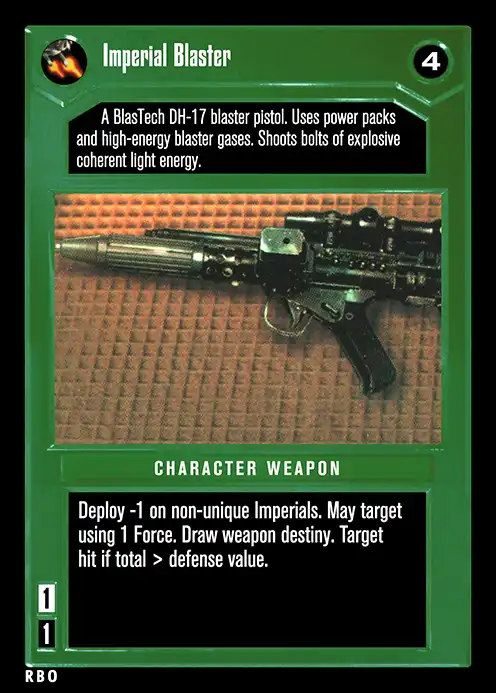 Imperial Blaster
4
A BlasTech DH-17 blaster pistol. Uses power packs
and high-energy blaster gases. Shoots bolts of explosive
coherent light energy.
CHARACTER WEAPON
Deploy -1 on non-unique Imperials. May target
using 1 Force. Draw weapon destiny. Target
hit if total > defense value.
1
1
RBO